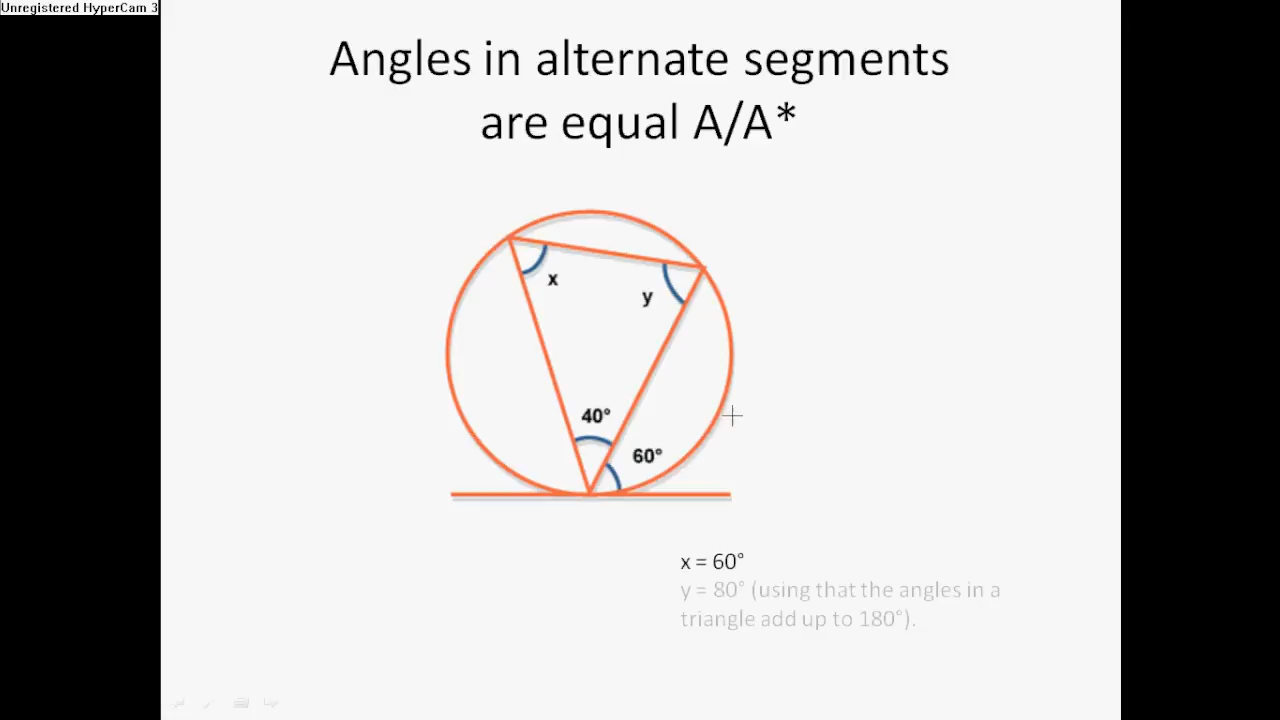 Unregistered HyperCam 3
Angles in alternate segments
are equal A/A*
x
y
40°
60°
x = 60°
y = 80° (using that the angles in a
triangle add up to 180°).